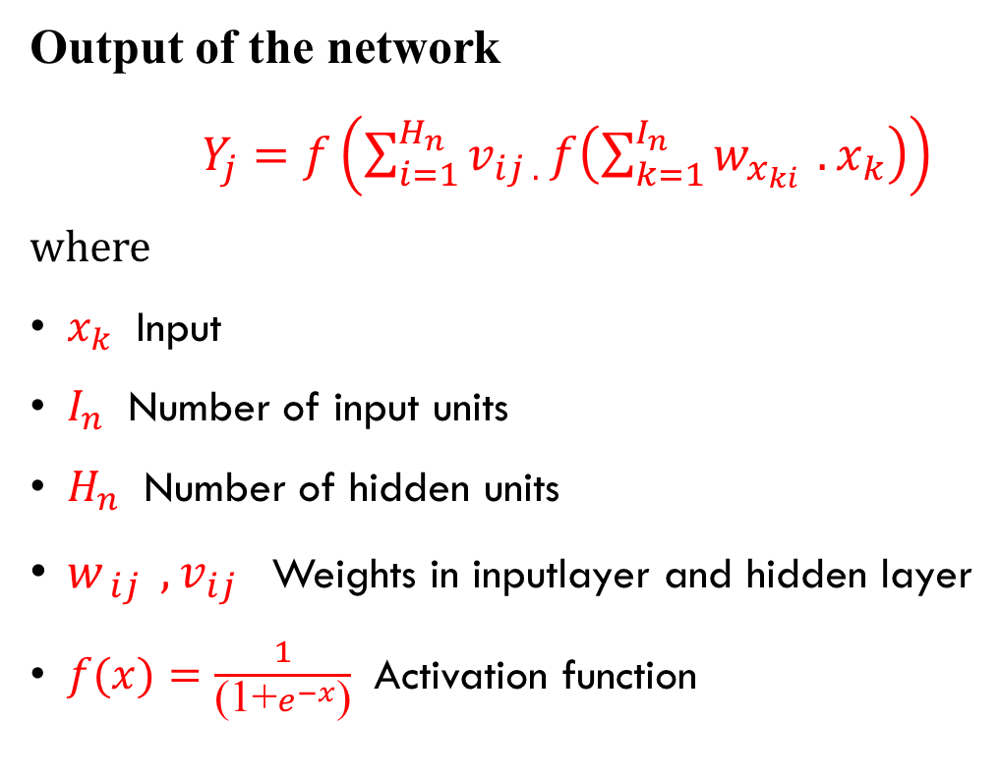 Output of the network
$Y_j = f\left(\sum_{i=1}^{H_n} v_{ij} . f\left(\sum_{k=1}^{I_n} w_{x_{ki}} . x_k\right)\right)$
where
• $x_k$ Input
• $I_n$ Number of input units
• $H_n$ Number of hidden units
• $w_{ij}$ , $v_{ij}$ Weights in inputlayer and hidden layer
• $f(x) = \frac{1}{(1+e^{-x})}$ Activation function